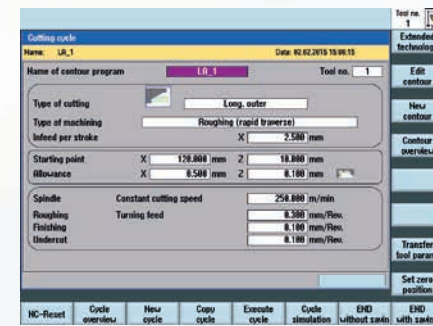 Tool no.
1
Cutting cycle
Name: LR_1 Date: 02.02.2015 15:06:15
Name of contour program LR_1 Tool no. 1
Type of cutting Long. outer
Type of machining Roughing (rapid traverse)
Infeed per stroke X 2.500 mm
Starting point X 120.000 mm Z 10.000 mm
Allowance X 0.500 mm Z 0.100 mm
Spindle Constant cutting speed 250.000 m/min
Roughing Turning feed 0.300 mm/Rev.
Finishing 0.100 mm/Rev.
Undercut 0.100 mm/Rev.
Extended
technolog
Edit
contour
New
contour
Contour
overview
Transfer
tool param
Set zero
position
NC-Reset
Cycle
overview
New
cycle
Copy
cycle
Execute
cycle
Cycle
simulation
END
without savin
END
with savin